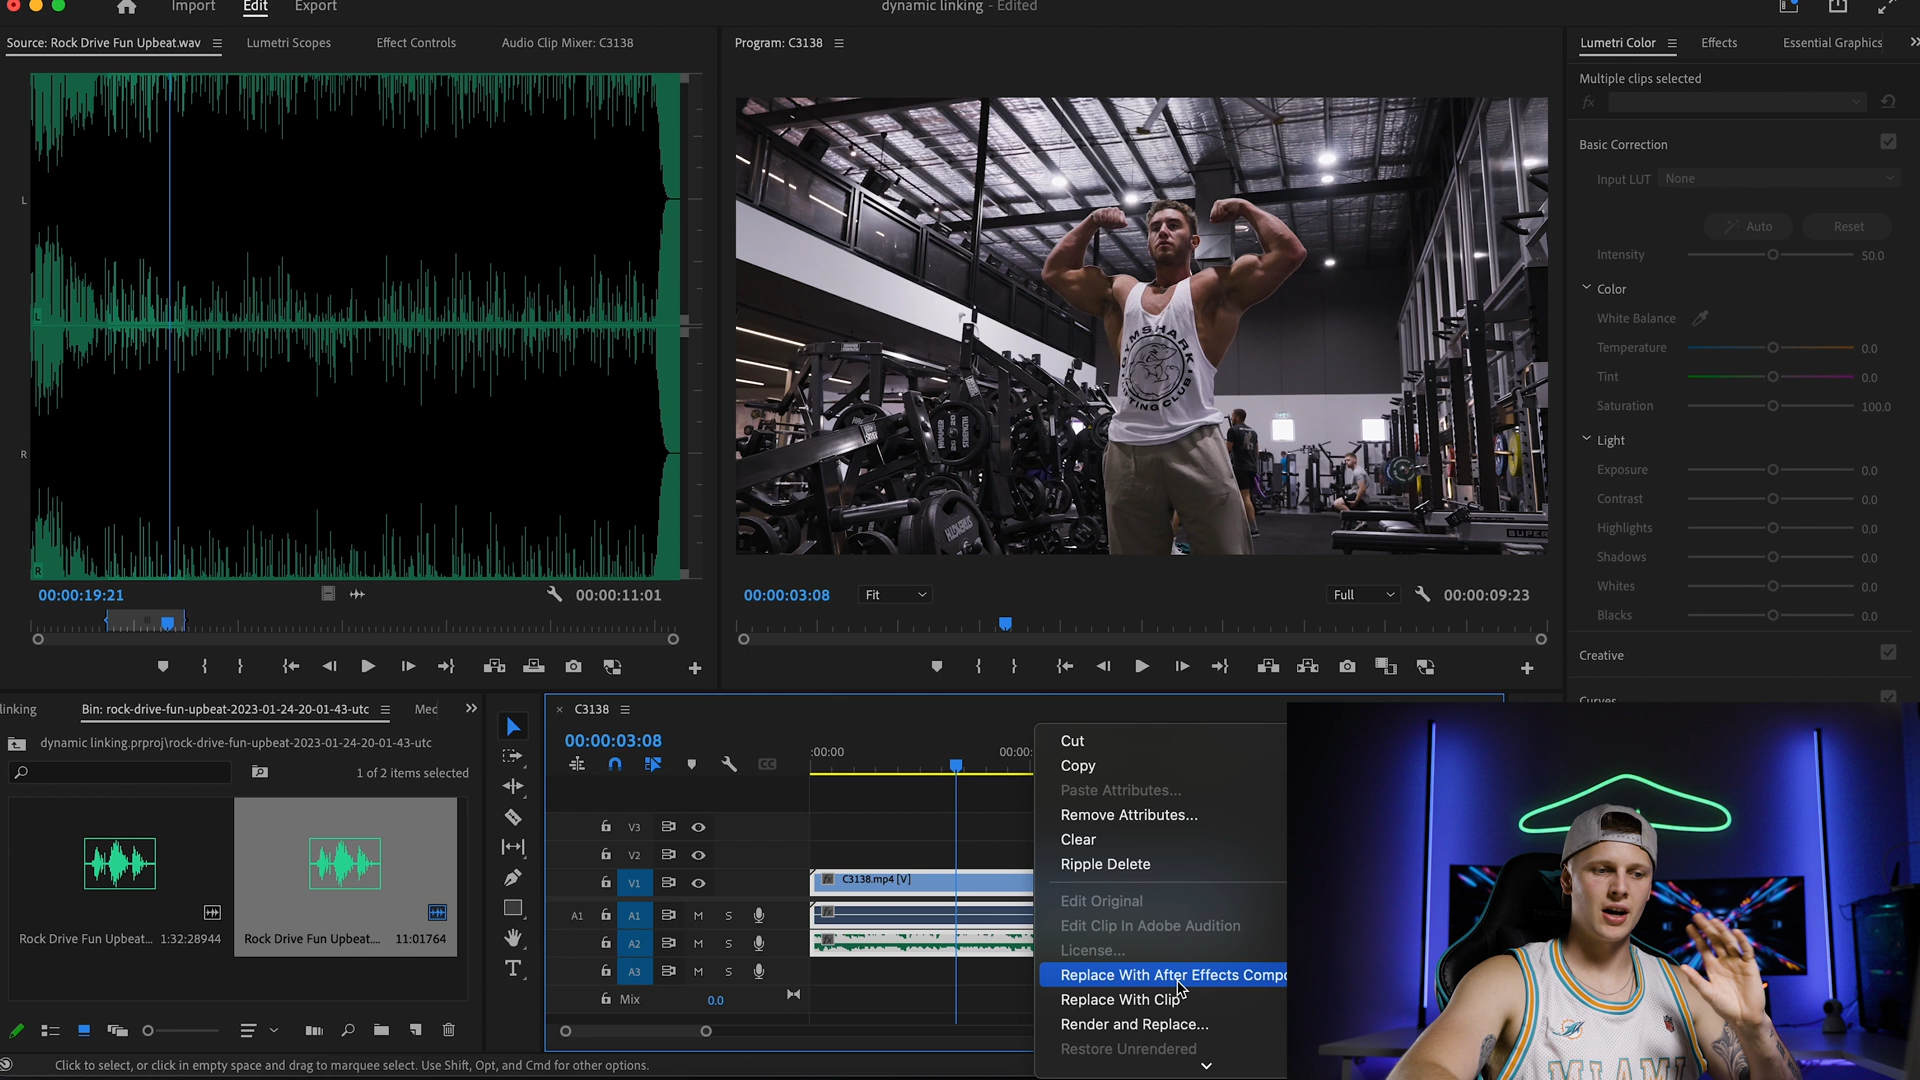 Import
Edit
Export
dynamic linking - Edited
Source: Rock Drive Fun Upbeat.wav
Lumetri Scopes
Effect Controls
Audio Clip Mixer: C3138
Program: C3138
Lumetri Color
Effects
Essential Graphics
Multiple clips selected
fx
Basic Correction
Input LUT
None
Auto
Reset
Intensity
50.0
Color
White Balance
Temperature
0.0
Tint
0.0
Saturation
100.0
Light
Exposure
0.0
Contrast
0.0
Highlights
0.0
Shadows
0.0
Whites
0.0
Blacks
0.0
Creative
Curves
L
L
R
R
GYMSHARK
LIFTING CLUB
HAMMER
STRENGTH
SUPER
00:00:19:21
00:00:11:01
00:00:03:08
Fit
Full
00:00:09:23
linking
Bin: rock-drive-fun-upbeat-2023-01-24-20-01-43-utc
Med
dynamic linking.prproj\rock-drive-fun-upbeat-2023-01-24-20-01-43-utc
1 of 2 items selected
Rock Drive Fun Upbeat...
1:32:28944
Rock Drive Fun Upbeat....
11:01764
C3138
00:00:03:08
:00:00
00:00:
CC
V3
V2
V1
C3138.mp4 [V]
A1
A1
M
S
A2
M
S
A3
M
S
Mix
0.0
Cut
Copy
Paste Attributes...
Remove Attributes...
Clear
Ripple Delete
Edit Original
Edit Clip In Adobe Audition
License...
Replace With After Effects Compo
Replace With Clip
Render and Replace...
Restore Unrendered
MIAMI
Click to select, or click in empty space and drag to marquee select. Use Shift, Opt, and Cmd for other options.